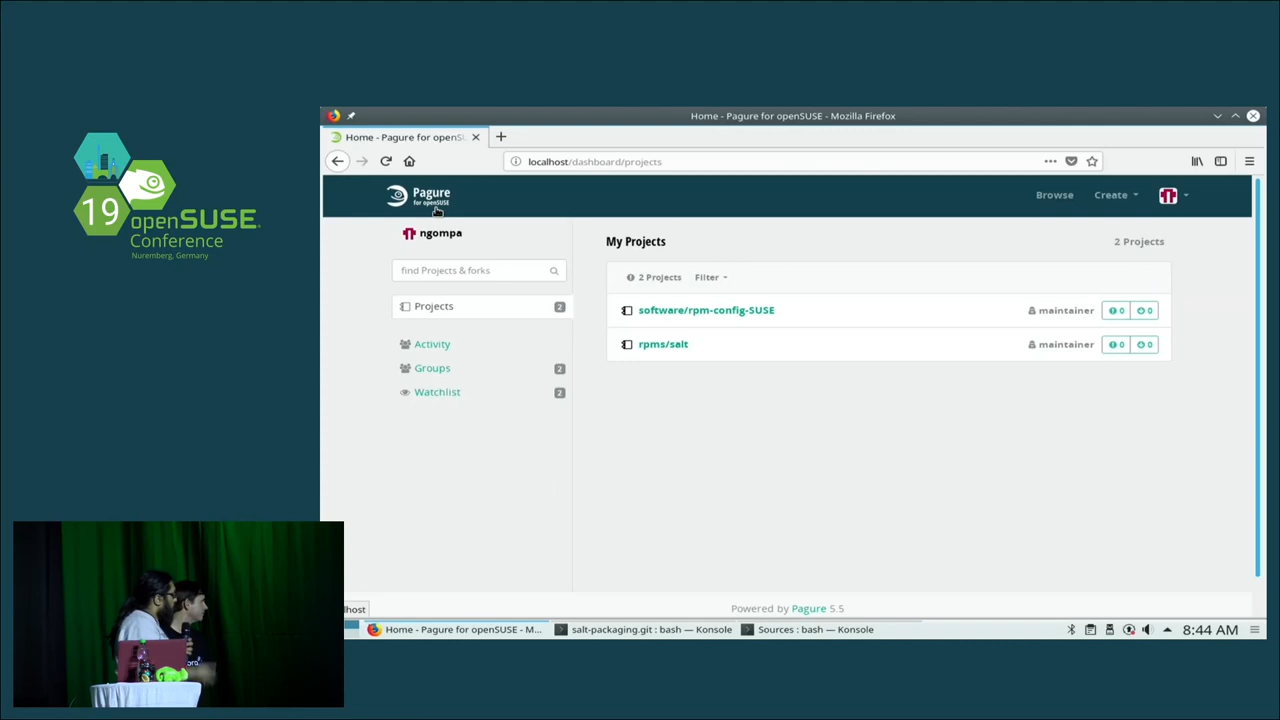 19
openSUSE
Conference
Nuremberg, Germany
Home - Pagure for openSUSE - Mozilla Firefox
Home - Pagure for openSU
localhost/dashboard/projects
Pagure
for openSUSE
Browse
Create
ngompa
find Projects & forks
Projects 2
Activity
Groups 2
Watchlist 2
My Projects
2 Projects
2 Projects Filter
software/rpm-config-SUSE maintainer 0 0
rpms/salt maintainer 0 0
Powered by Pagure 5.5
lhost
Home - Pagure for openSUSE - M...
salt-packaging.git : bash — Konsole
Sources : bash — Konsole
8:44 AM